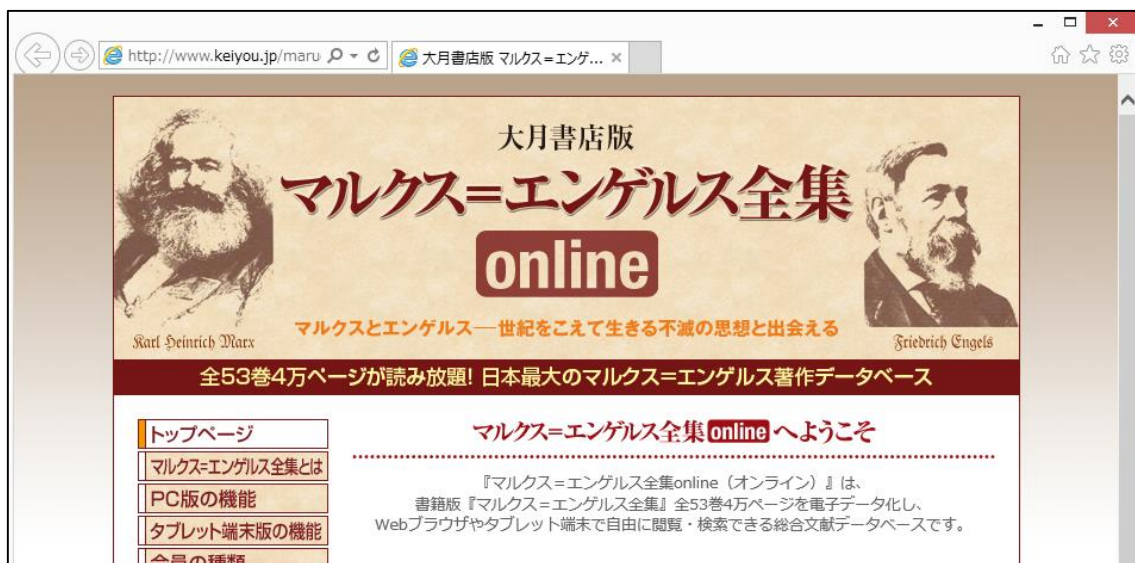 http://www.keiyou.jp/maru
大月書店版 マルクス＝エンゲ...
大月書店版
マルクス＝エンゲルス全集
online
マルクスとエンゲルス―世紀をこえて生きる不滅の思想と出会える
Karl Heinrich Marx
Friedrich Engels
全53巻4万ページが読み放題! 日本最大のマルクス＝エンゲルス著作データベース
トップページ
マルクス=エンゲルス全集とは
PC版の機能
タブレット端末版の機能
会員の種類
マルクス=エンゲルス全集 online へようこそ
『マルクス＝エンゲルス全集online（オンライン）』は、
書籍版『マルクス＝エンゲルス全集』全53巻4万ページを電子データ化し、
Webブラウザやタブレット端末で自由に閲覧・検索できる総合文献データベースです。